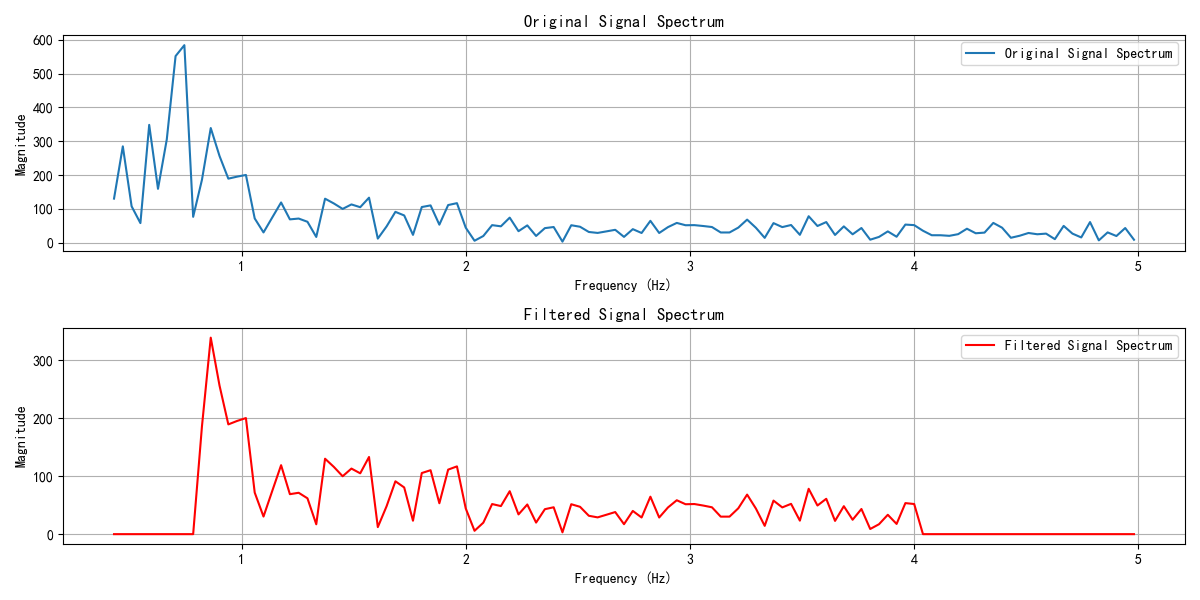 Original Signal Spectrum
600
500
400
300
200
100
0
Magnitude
Original Signal Spectrum
1 2 3 4 5
Frequency (Hz)
Filtered Signal Spectrum
300
200
100
0
Magnitude
Filtered Signal Spectrum
1 2 3 4 5
Frequency (Hz)